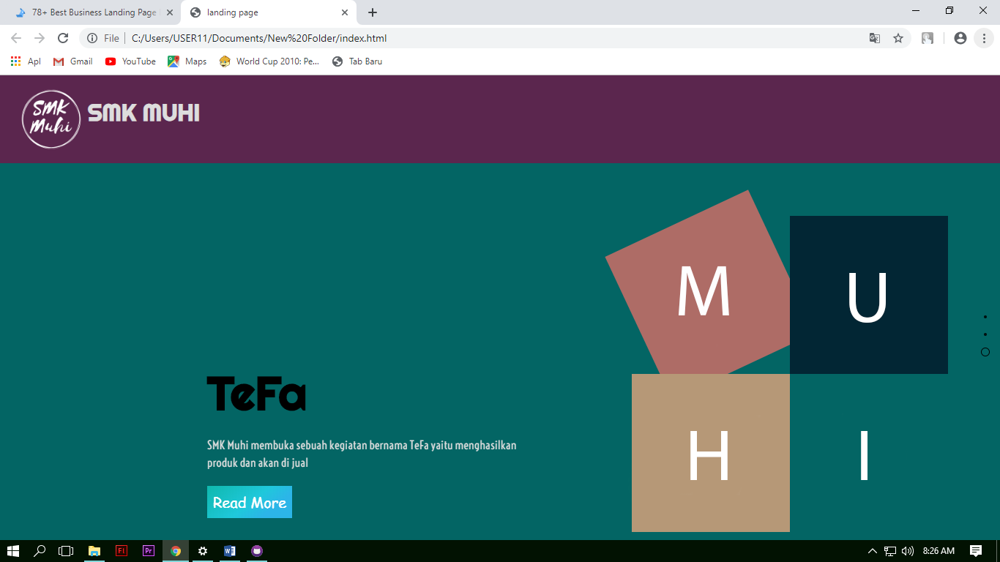 78+ Best Business Landing Page
landing page
File
C:/Users/USER11/Documents/New%20Folder/index.html
Apl
Gmail
YouTube
Maps
World Cup 2010: Pe...
Tab Baru
SMK
Muhi
SMK MUHI
M
U
H
I
TeFa
SMK Muhi membuka sebuah kegiatan bernama TeFa yaitu menghasilkan
produk dan akan di jual
Read More
Fl
Pr
8:26 AM